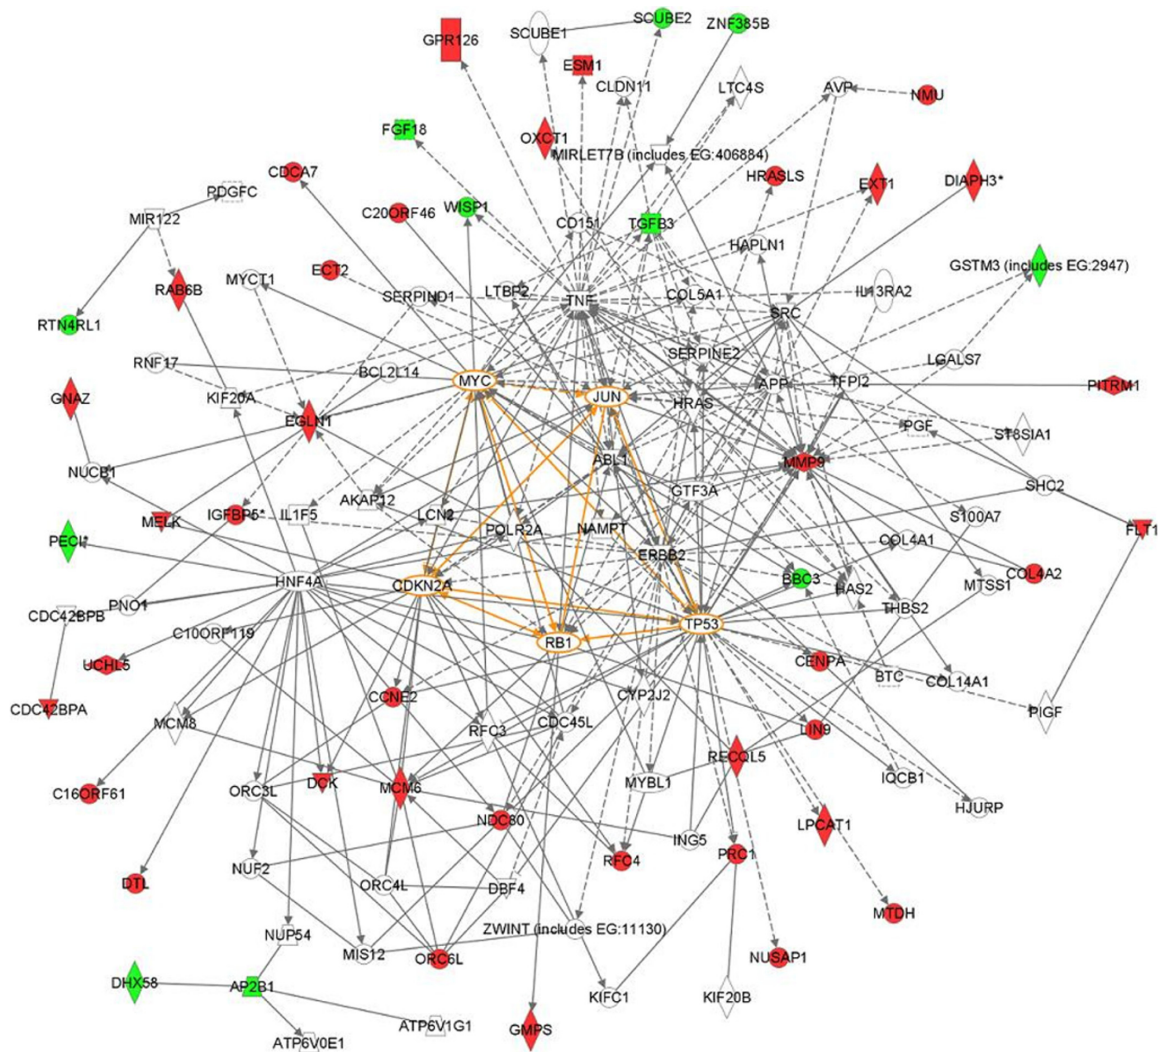 SCUBE2
ZNF385B
SCUBE1
GPR126
ESM1
CLDN11
LTC4S
AVP
NMU
FGF18
OXCT1
MIRLET7B (includes EG:406884)
CDCA7
HRASLS
EXT1
DIAPH3*
PDGFC
MIR122
C20ORF46
WISP1
CD151
TGFB3
HAPLN1
ECT2
GSTM3 (includes EG:2947)
MYCT1
RAB6B
SERPIND1
LTBP2
TNF
COL5A1
IL13RA2
SRC
RTN4RL1
RNF17
BCL2L14
SERPINE2
LGALS7
MYC
JUN
APP
TFPI2
PITRM1
GNAZ
KIF20A
HRAS
EGLN1
PGF
ST8SIA1
NUCB1
ABL1
MMP9
SHC2
AKAP12
GTF3A
MELK
IGFBP5*
IL1F5
LCN2
POLR2A
NAMPT
S100A7
FLT1
PECI*
ERBB2
COL4A1
HNF4A
CDKN2A
BBC3
HAS2
MTSS1
COL4A2
CDC42BPB
PNO1
THBS2
C10ORF119
RB1
TP53
UCHL5
CENPA
BTC
COL14A1
CDC42BPA
MCM8
CCNE2
CYP2J2
CDC45L
RFC3
PIGF
LIN9
RECQL5
C16ORF61
ORC3L
DCK
MCM6
MYBL1
IQCB1
HJURP
NDC80
LPCAT1
ING5
NUF2
RFC4
PRC1
DTL
ORC4L
DBF4
MTDH
NUP54
MIS12
ZWINT (includes EG:11130)
ORC6L
NUSAP1
DHX58
AP2B1
KIFC1
KIF20B
ATP6V1G1
GMPS
ATP6V0E1